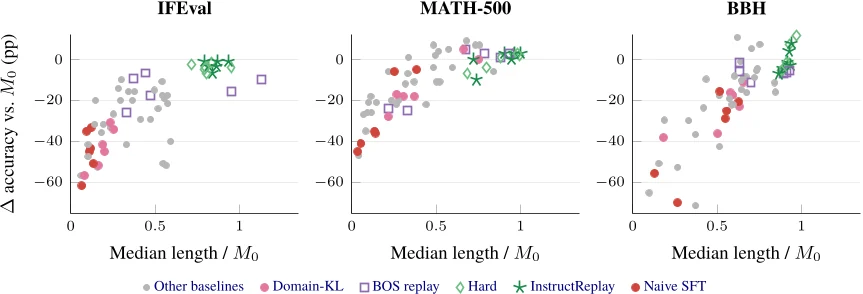 IFEval MATH-500 BBH
Δ accuracy vs. M0 (pp)
0 0 0
−20 −20 −20
−40 −40 −40
−60 −60 −60
0 0.5 1 0 0.5 1 0 0.5 1
Median length / M0 Median length / M0 Median length / M0
Other baselines Domain-KL BOS replay Hard InstructReplay Naive SFT